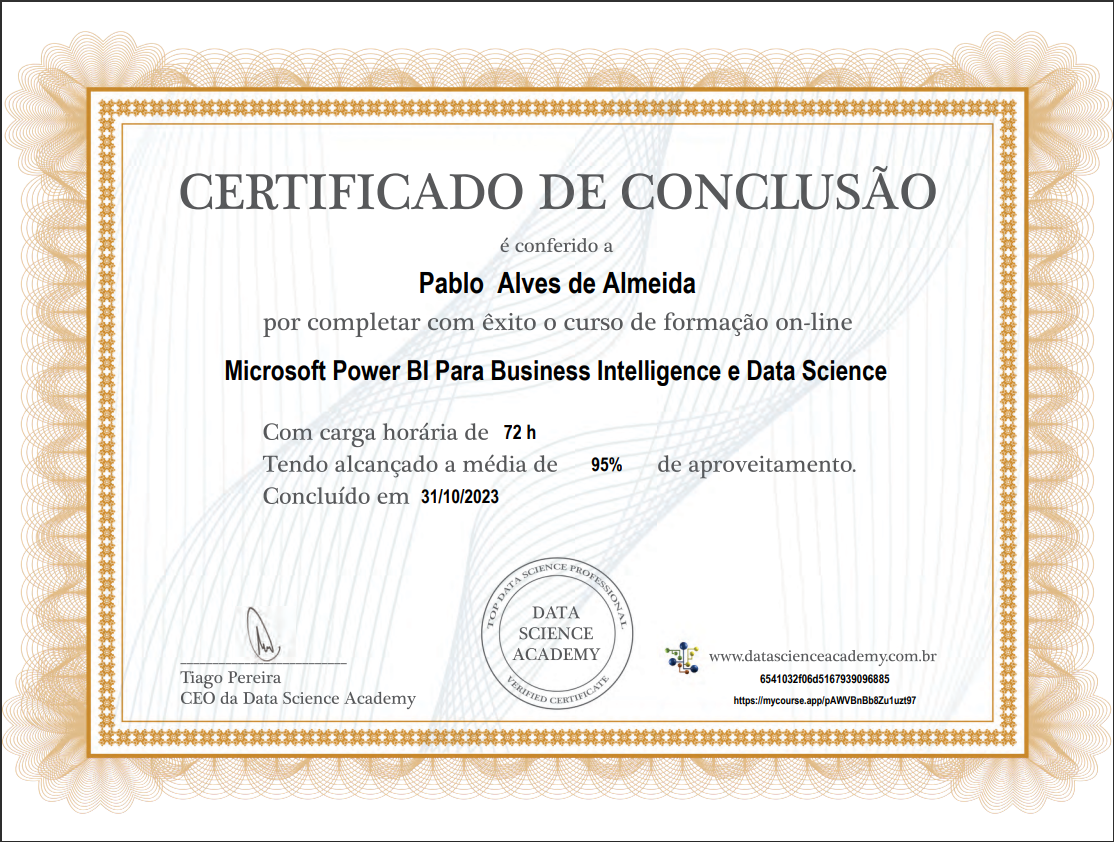 CERTIFICADO DE CONCLUSÃO
é conferido a
Pablo  Alves de Almeida
por completar com êxito o curso de formação on-line
Microsoft Power BI Para Business Intelligence e Data Science
Com carga horária de 72 h
Tendo alcançado a média de 95% de aproveitamento.
Concluído em 31/10/2023
TOP DATA SCIENCE PROFESSIONAL
DATA
SCIENCE
ACADEMY
VERIFIED CERTIFICATE
Tiago Pereira
CEO da Data Science Academy
www.datascienceacademy.com.br
6541032f06d5167939096885
https://mycourse.app/pAWVBnBb8Zu1uzt97